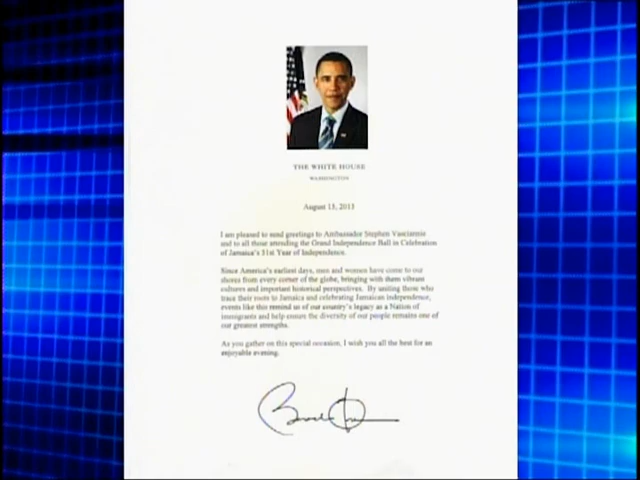 THE WHITE HOUSE
WASHINGTON
August 13, 2013
I am pleased to send greetings to Ambassador Stephen Vasciannie
and to all those attending the Grand Independence Ball in Celebration
of Jamaica's 51st Year of Independence.
Since America's earliest days, men and women have come to our
shores from every corner of the globe, bringing with them vibrant
cultures and important historical perspectives. By uniting those who
trace their roots to Jamaica and celebrating Jamaican independence,
events like this remind us of our country's legacy as a Nation of
immigrants and help ensure the diversity of our people remains one of
our greatest strengths.
As you gather on this special occasion, I wish you all the best for an
enjoyable evening.